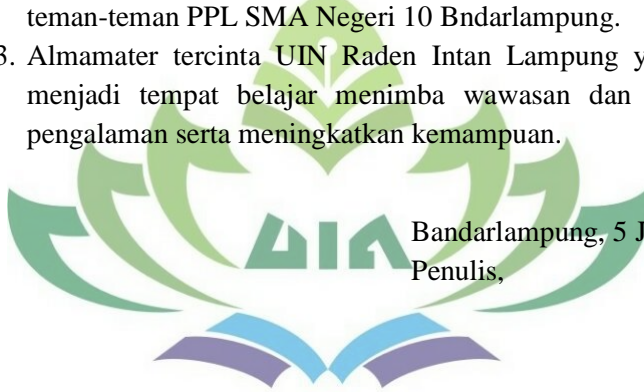 teman-teman PPL SMA Negeri 10 Bndarlampung.
3. Almamater tercinta UIN Raden Intan Lampung
menjadi tempat belajar menimba wawasan dan
pengalaman serta meningkatkan kemampuan.
UIN
Bandarlampung, 5
Penulis,